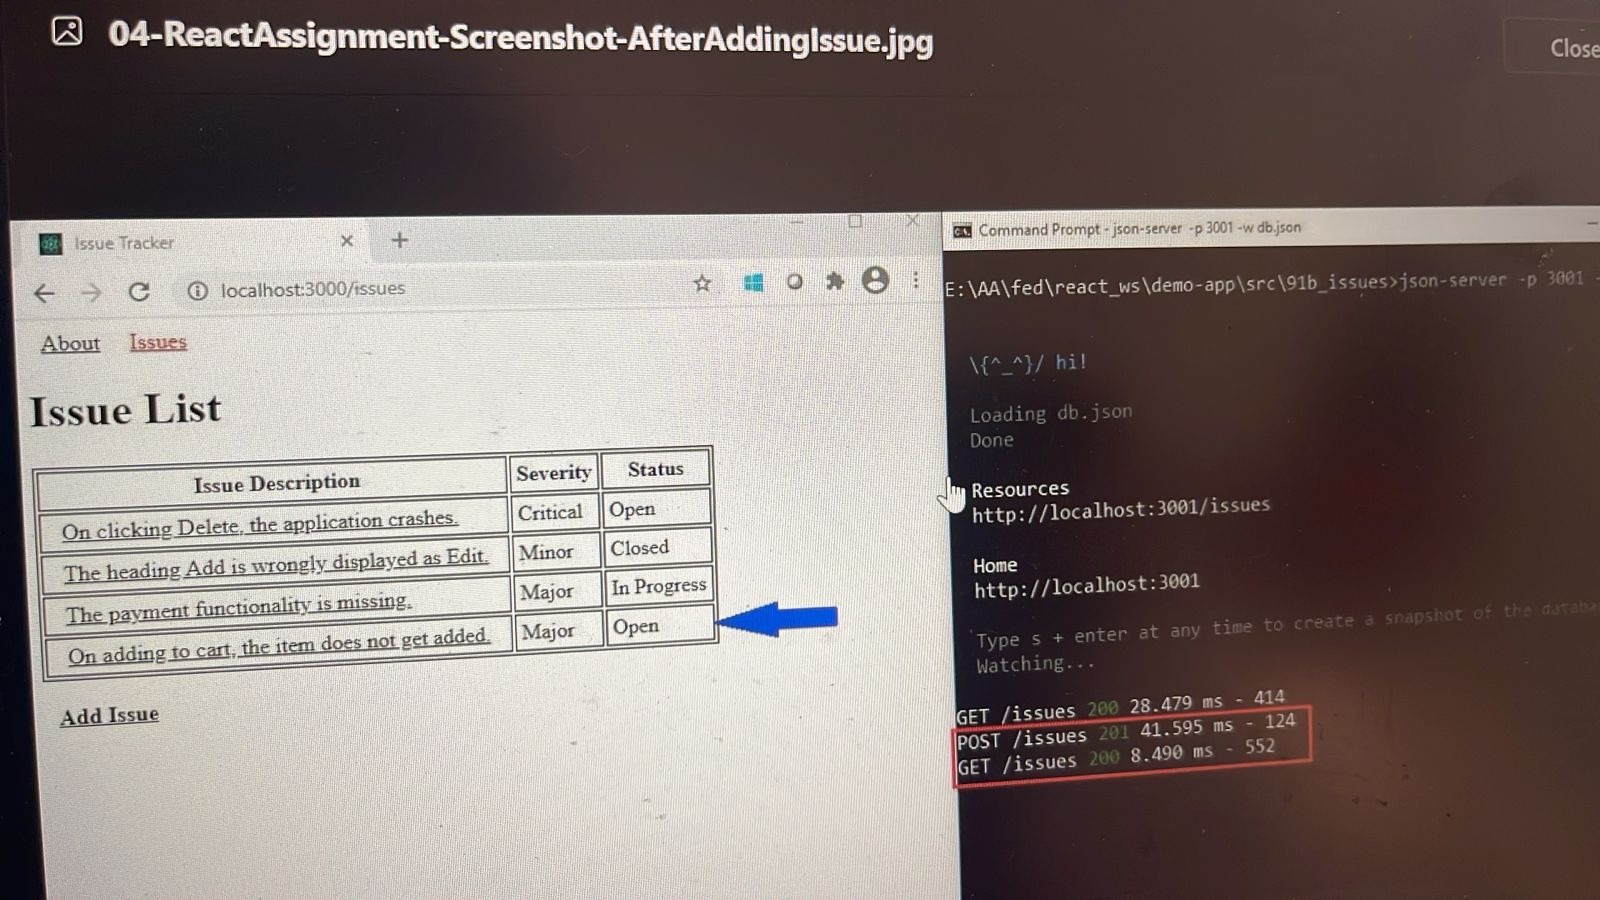 04-ReactAssignment-Screenshot-AfterAddingIssue.jpg
Close
Issue Tracker
localhost:3000/issues
About Issues
Issue List
Issue Description Severity Status
On clicking Delete, the application crashes. Critical Open
The heading Add is wrongly displayed as Edit. Minor Closed
The payment functionality is missing. Major In Progress
On adding to cart, the item does not get added. Major Open
Add Issue
Command Prompt - json-server -p 3001 -w db.json
E:\AA\fed\react_ws\demo-app\src\91b_issues>json-server -p 3001 -
\{^_^}/ hi!
Loading db.json
Done
Resources
http://localhost:3001/issues
Home
http://localhost:3001
Type s + enter at any time to create a snapshot of the
Watching...
GET /issues 200 28.479 ms - 414
POST /issues 201 41.595 ms - 124
GET /issues 200 8.490 ms - 552